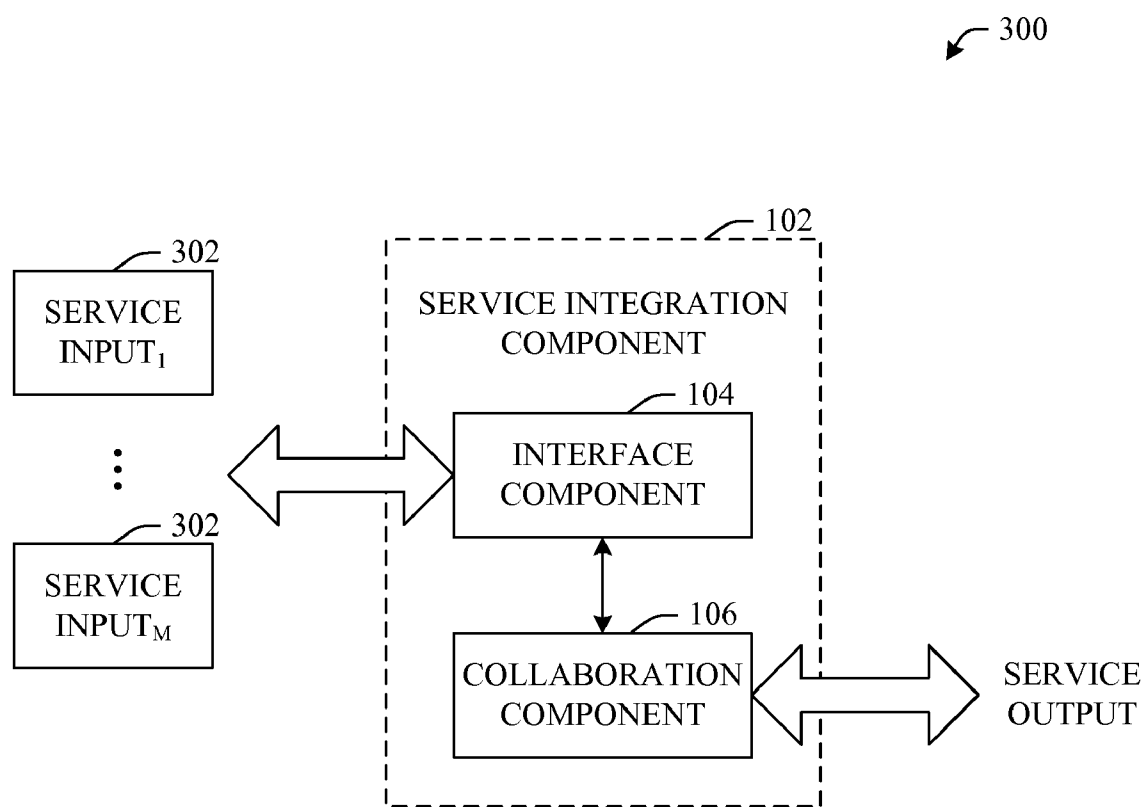 300
102
302
SERVICE
INPUT₁
SERVICE INTEGRATION
COMPONENT
104
INTERFACE
COMPONENT
302
SERVICE
INPUTM
106
COLLABORATION
COMPONENT
SERVICE
OUTPUT